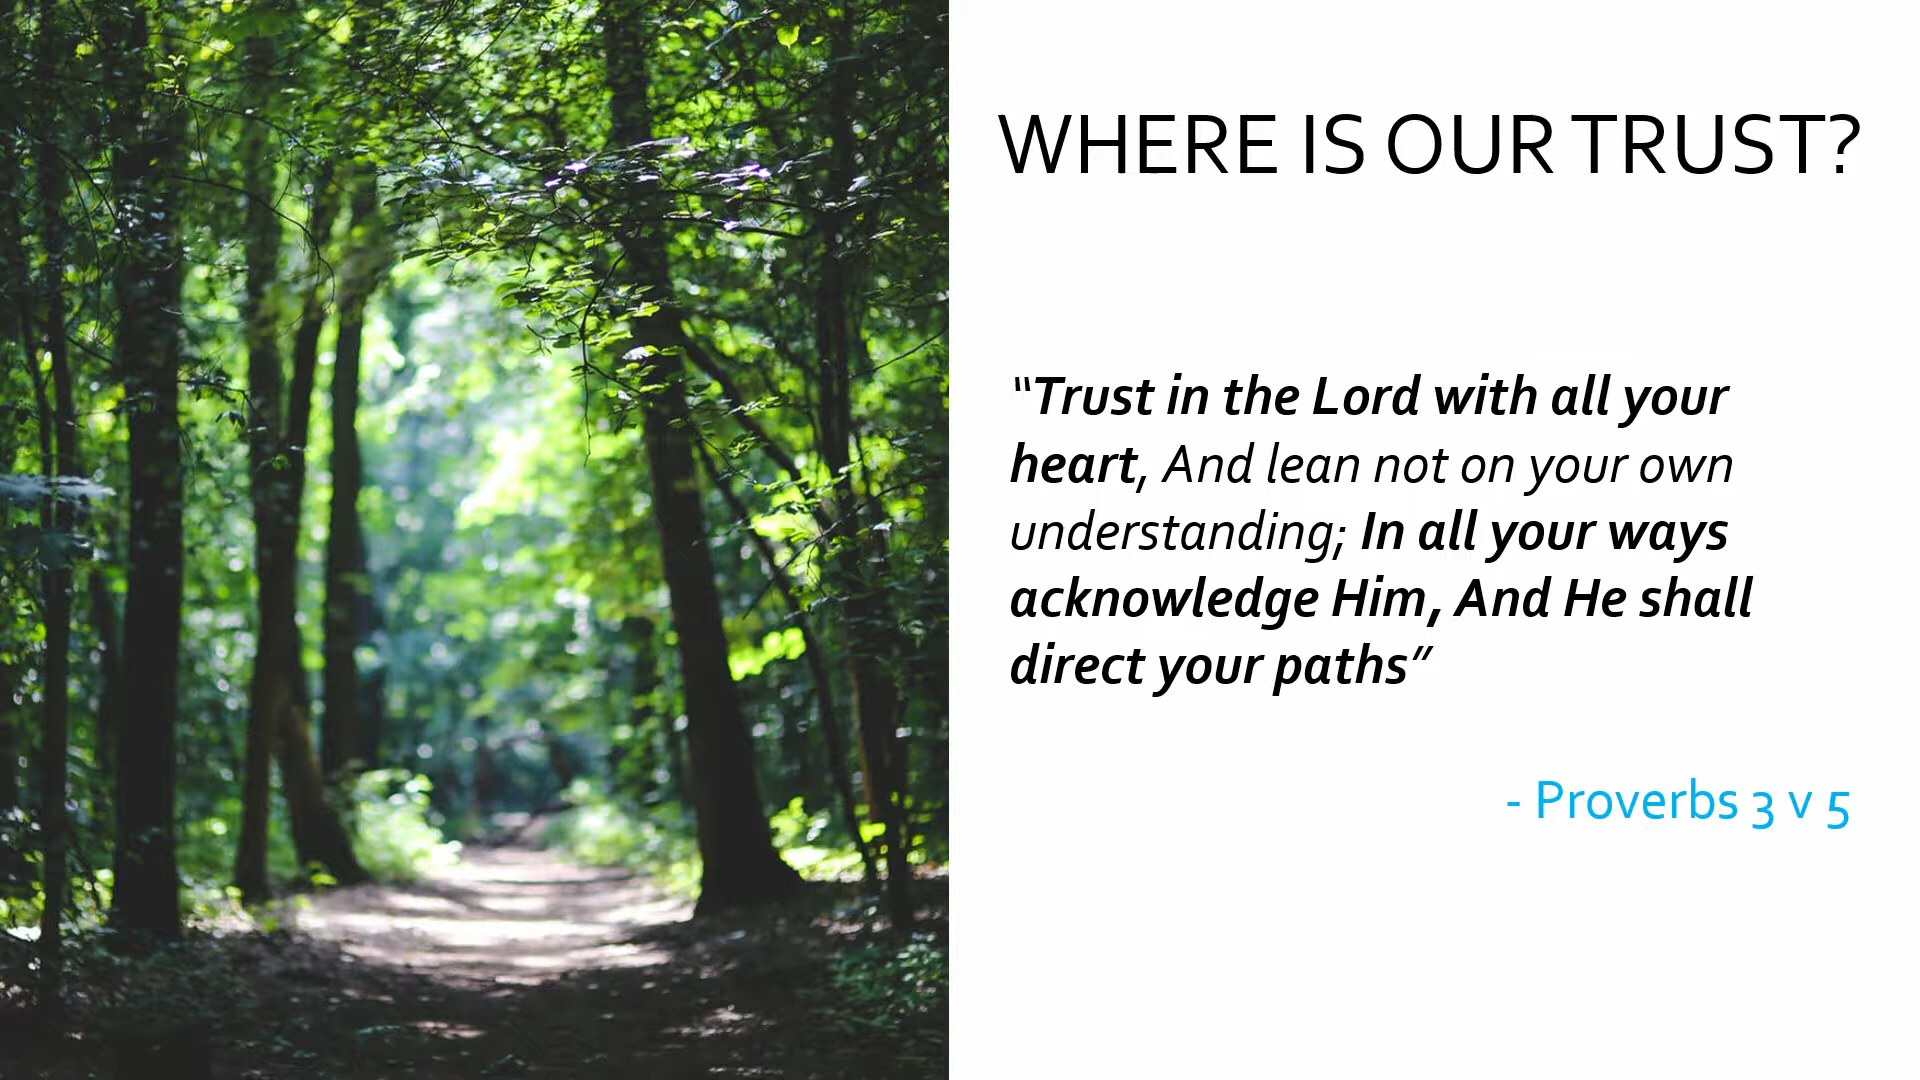 WHERE IS OUR TRUST?
“Trust in the Lord with all your
heart, And lean not on your own
understanding; In all your ways
acknowledge Him, And He shall
direct your paths”
- Proverbs 3 v 5